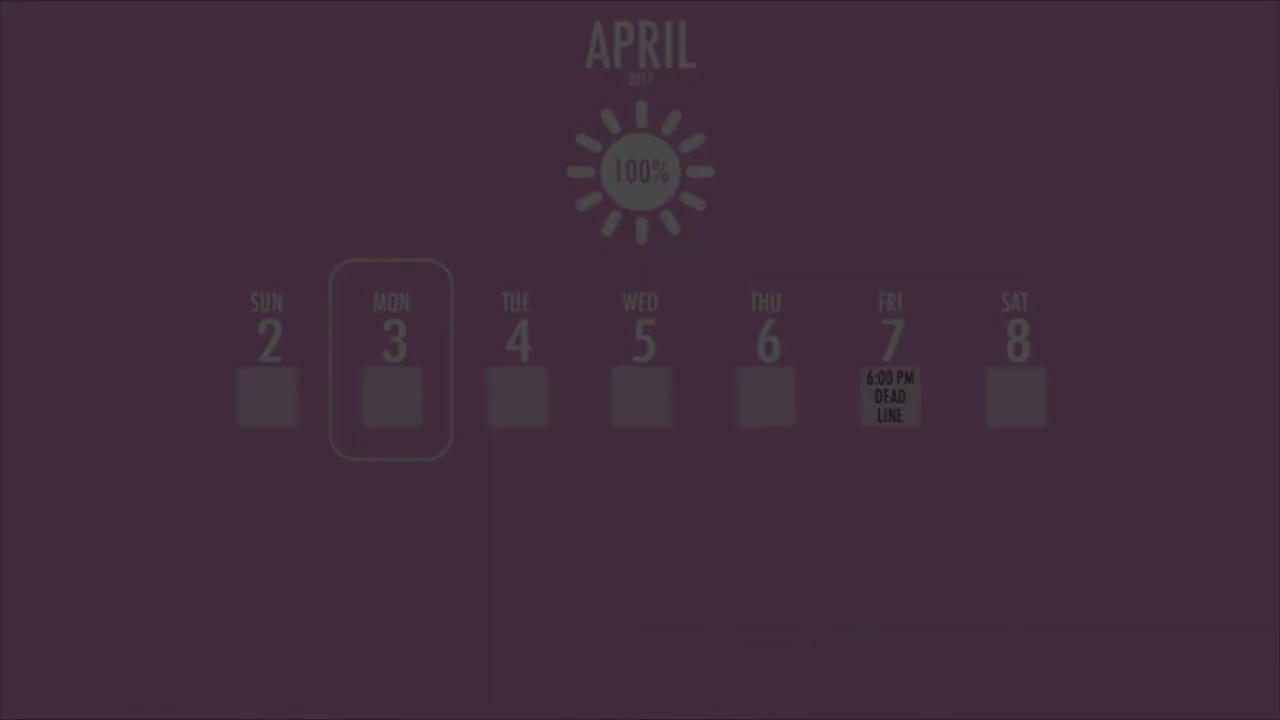 APRIL
2017
100%
SUN MON TUE WED THU FRI SAT
2 3 4 5 6 7 8
6:00 PM
DEAD
LINE